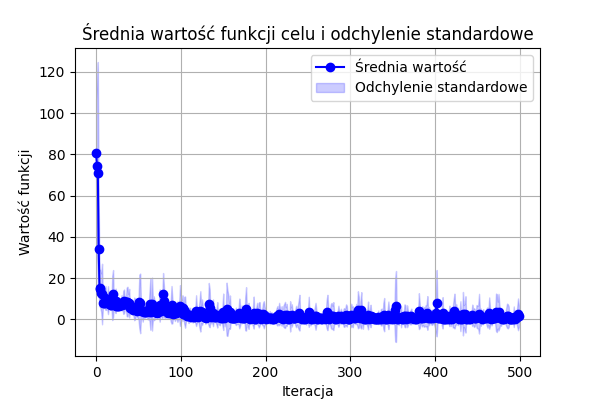 Średnia wartość funkcji celu i odchylenie standardowe
Średnia wartość
Odchylenie standardowe
Wartość funkcji
120
100
80
60
40
20
0
0
100
200
300
400
500
Iteracja